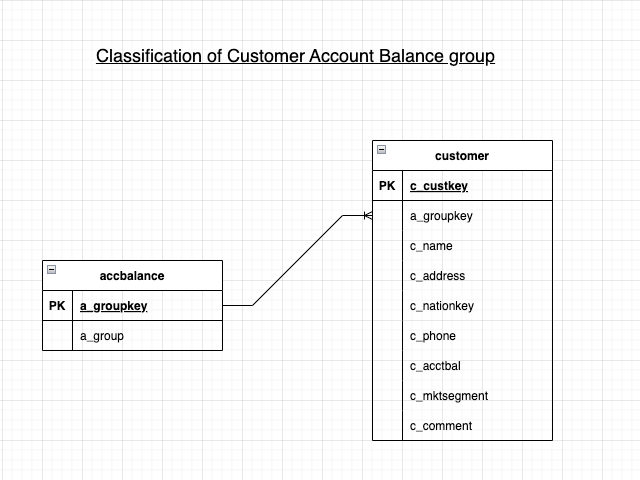 Classification of Customer Account Balance group
customer
PK c_custkey
a_groupkey
c_name
c_address
c_nationkey
c_phone
c_acctbal
c_mktsegment
c_comment
accbalance
PK a_groupkey
a_group